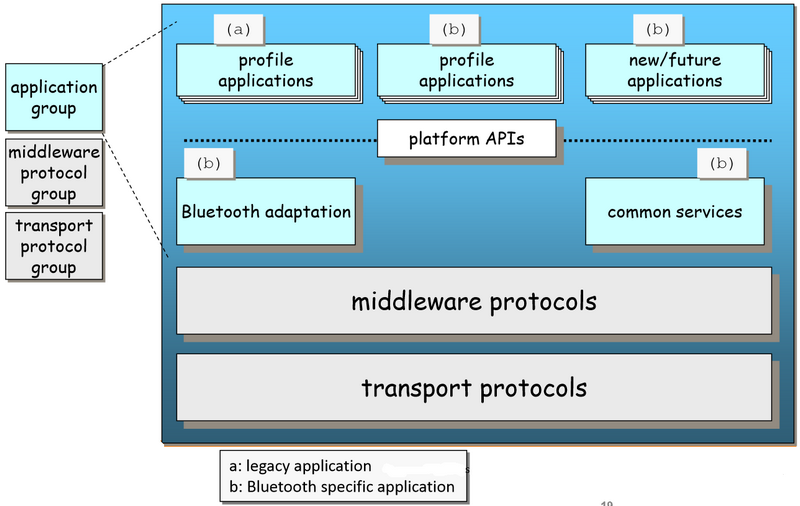 (a)
(b)
(b)
profile
applications
profile
applications
new/future
applications
application
group
middleware
protocol
group
transport
protocol
group
platform APIs
(b)
(b)
Bluetooth adaptation
common services
middleware protocols
transport protocols
a: legacy application
s
b: Bluetooth specific application